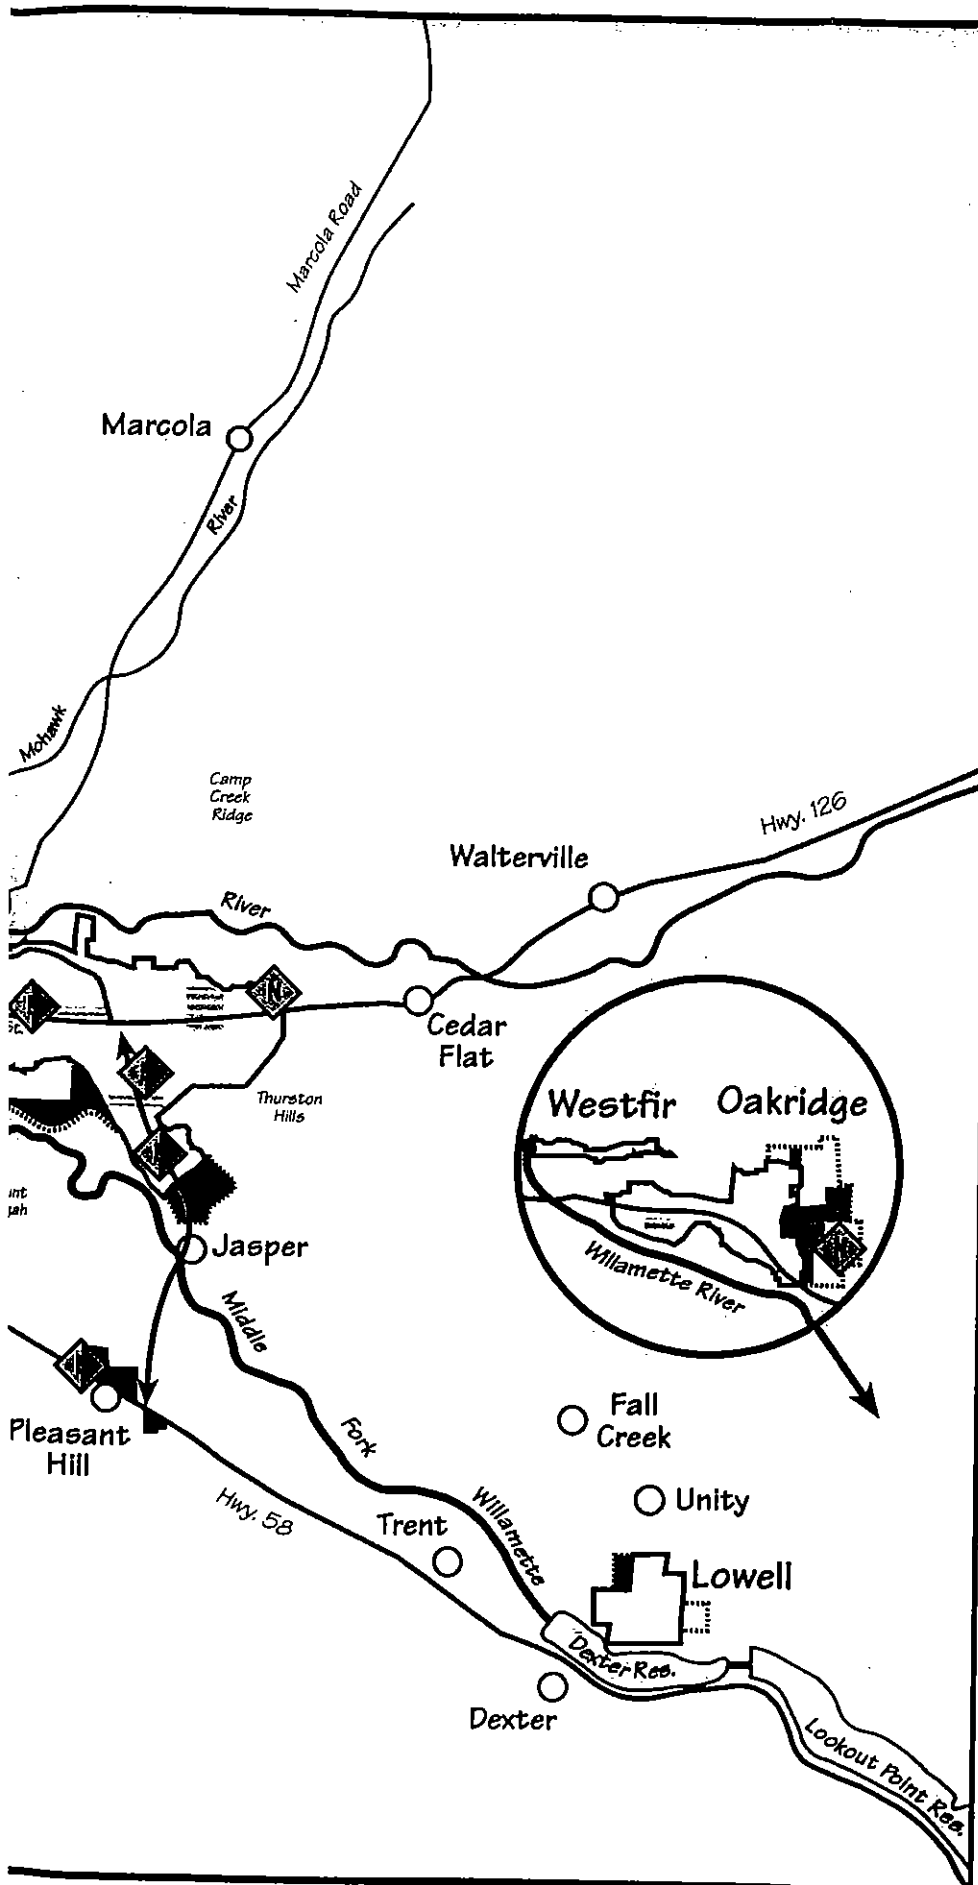 Marcola Road
Marcola
River
Mohawk
Camp
Creek
Ridge
Hwy. 126
Walterville
River
N
Cedar
Flat
Thurston
Hills
Westfir
Oakridge
Willamette River
Jasper
Middle
Fork
Willamette
Pleasant
Hill
Hwy. 58
Fall
Creek
Unity
Trent
Lowell
Dexter Res.
Dexter
Lookout Point Res.